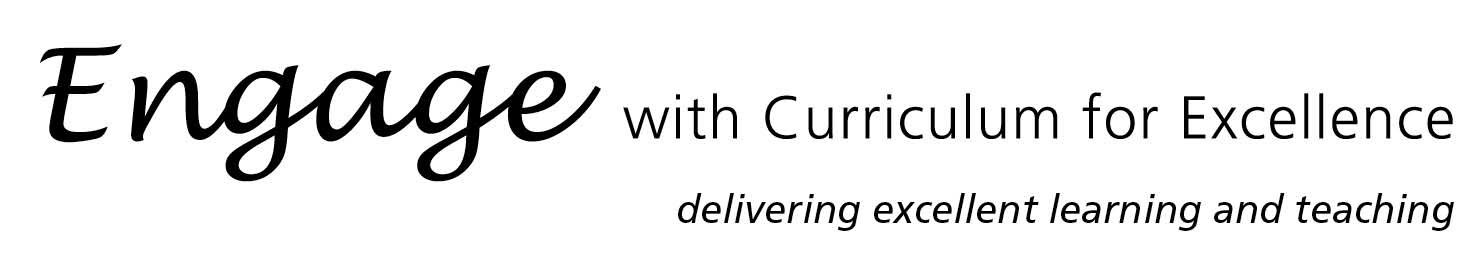 Engage with Curriculum for Excellence
delivering excellent learning and teaching